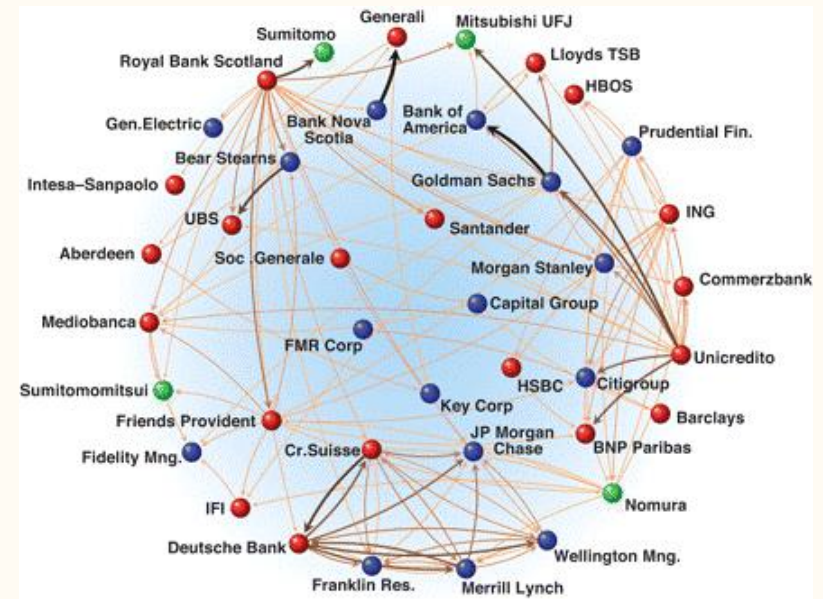 Generali
Sumitomo
Mitsubishi UFJ
Royal Bank Scotland
Lloyds TSB
HBOS
Gen.Electric
Bank Nova
Scotia
Bank of
America
Prudential Fin.
Bear Stearns
Intesa–Sanpaolo
Goldman Sachs
UBS
Santander
ING
Aberdeen
Soc .Generale
Morgan Stanley
Commerzbank
Mediobanca
Capital Group
FMR Corp
Unicredito
Sumitomomitsui
HSBC
Citigroup
Key Corp
Barclays
Friends Provident
Cr.Suisse
JP Morgan
Chase
BNP Paribas
Fidelity Mng.
IFI
Nomura
Deutsche Bank
Wellington Mng.
Franklin Res.
Merrill Lynch